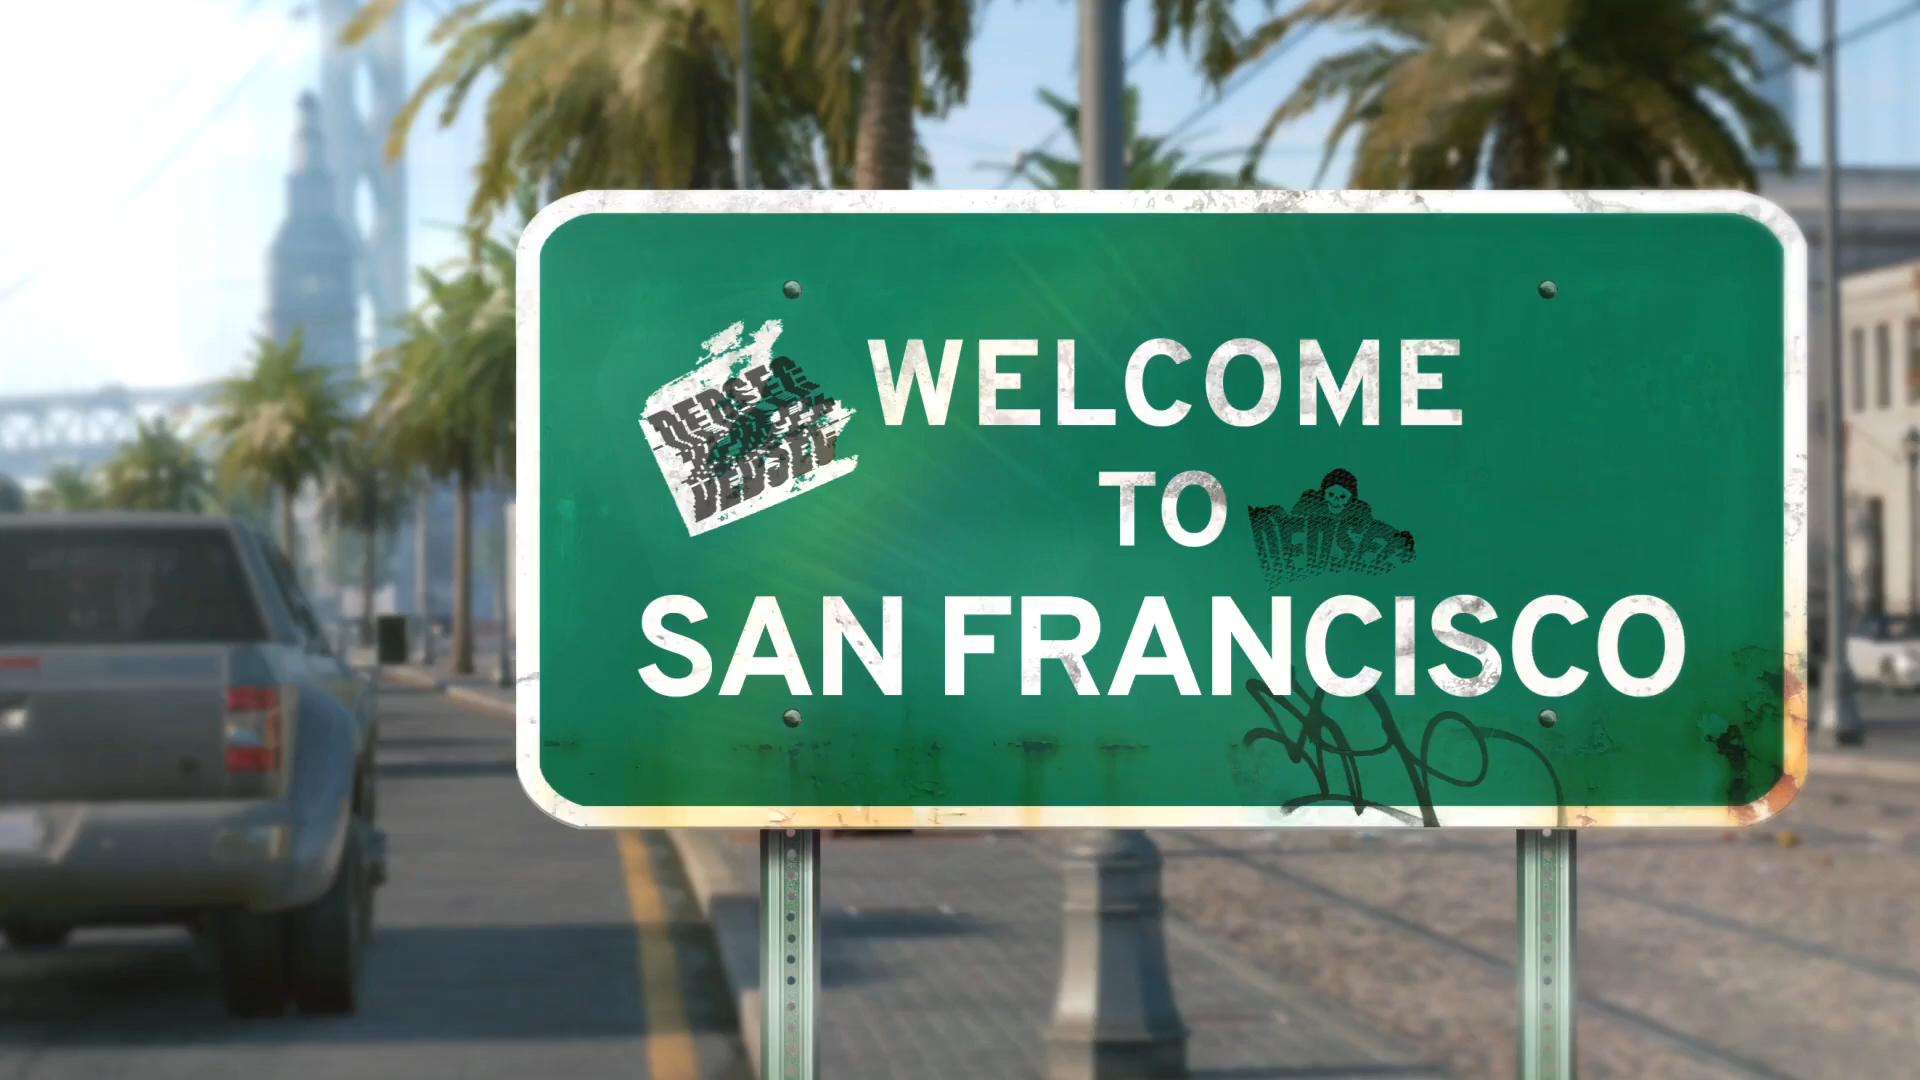 WELCOME
TO
SAN FRANCISCO
DEDSEC
DEDSEC
DEDSEC